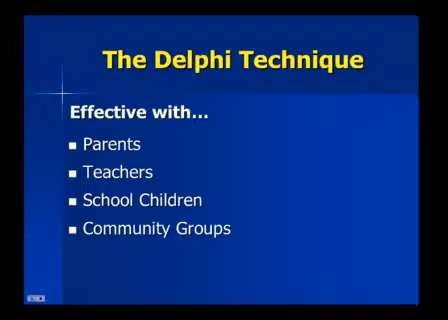 The Delphi Technique
Effective with...
Parents
Teachers
School Children
Community Groups